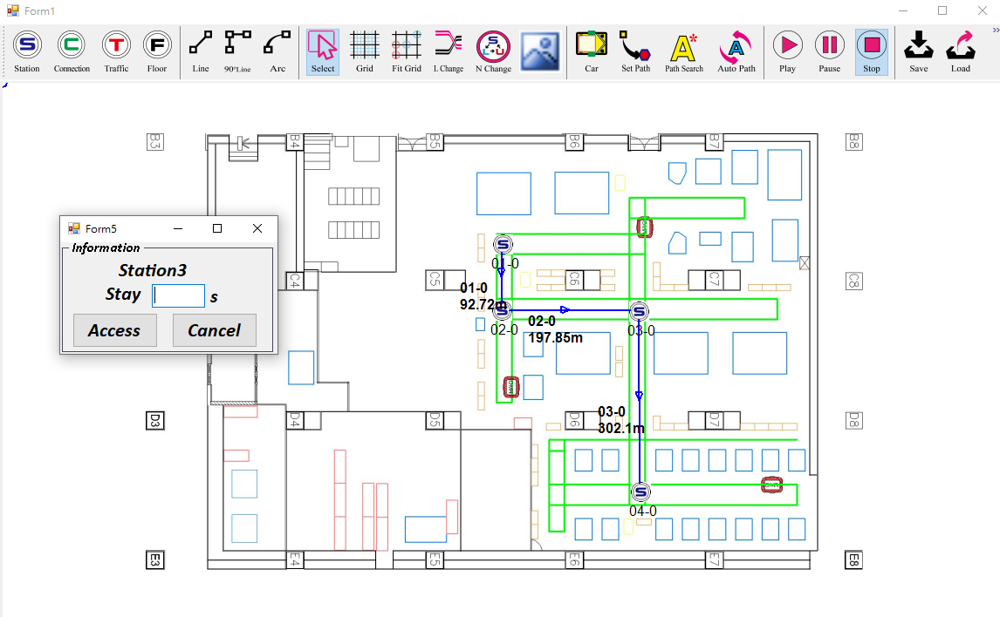 Form1
S C T F
Station Connection Traffic Floor Line 90°Line Arc Select Grid Fit Grid L Change N Change Car Set Path Path Search Auto Path Play Pause Stop Save Load
B3 B4 B5 B6 B7 B8
Form5
Information
Station3
Stay s
Access Cancel
S
01-0
01-0
92.72m
C4 C5 C6 C7 C8
S S
02-0 03-0
02-0
197.85m
03-0
302.1m
D3 D4 D5 D6 D7 D8
S
04-0
E3 E4 E5 E6 E7 E8